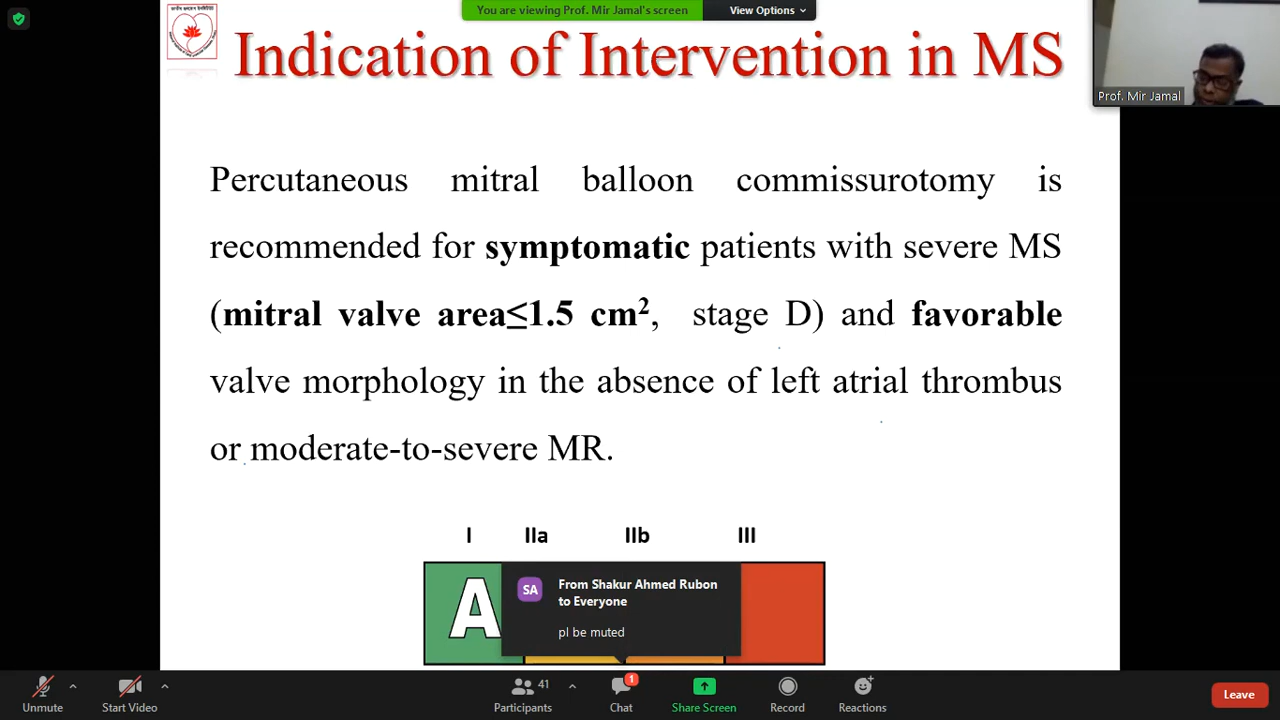 You are viewing Prof. Mir Jamal's screen
View Options
Indication of Intervention in MS
Prof. Mir Jamal
Percutaneous mitral balloon commissurotomy is
recommended for symptomatic patients with severe MS
(mitral valve area≤1.5 cm², stage D) and favorable
valve morphology in the absence of left atrial thrombus
or moderate-to-severe MR.
I IIa IIb III
A
SA
From Shakur Ahmed Rubon
to Everyone
pl be muted
41
1
Unmute
Start Video
Participants
Chat
Share Screen
Record
Reactions
Leave